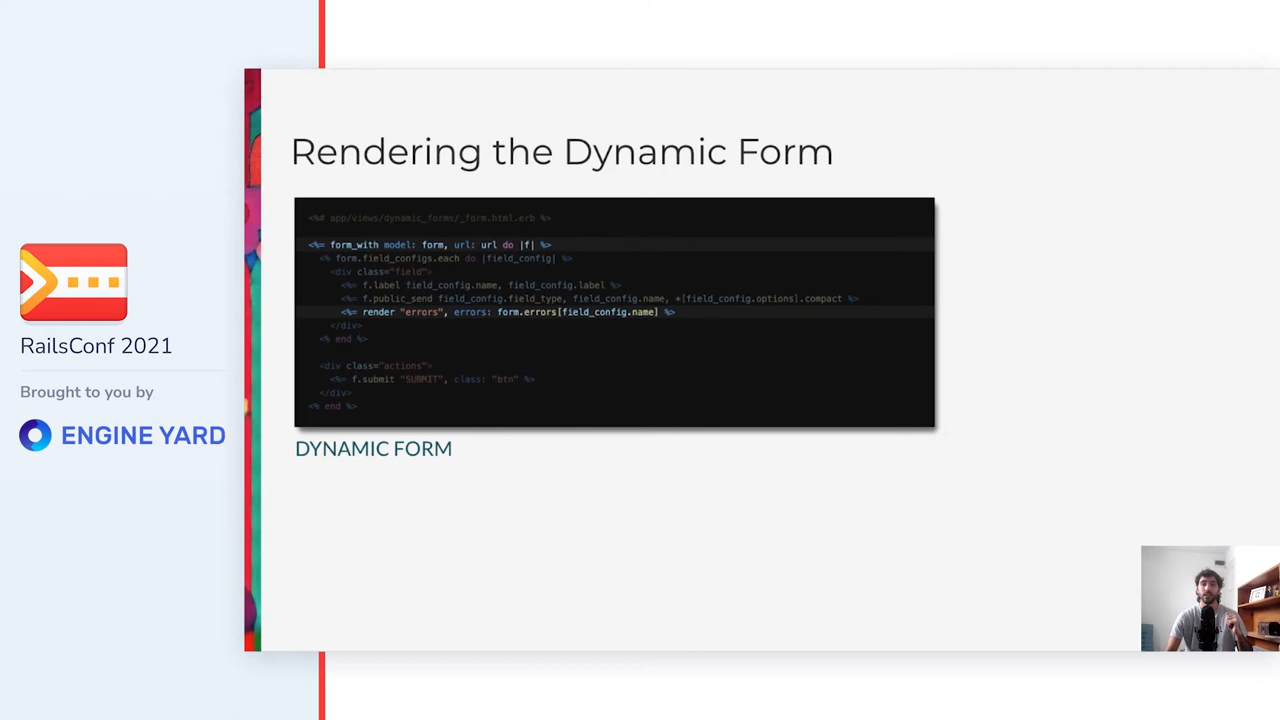 Rendering the Dynamic Form
<%# app/views/dynamic_forms/_form.html.erb %>
<%= form_with model: form, url: url do |f| %>
<% form.field_configs.each do |field_config| %>
<div class="field">
<%= f.label field_config.name, field_config.label %>
<%= f.public_send field_config.field_type, field_config.name, *[field_config.options].compact %>
<%= render "errors", errors: form.errors[field_config.name] %>
</div>
<% end %>
<div class="actions">
<%= f.submit "SUBMIT", class: "btn" %>
</div>
<% end %>
DYNAMIC FORM
RailsConf 2021
Brought to you by
ENGINE YARD